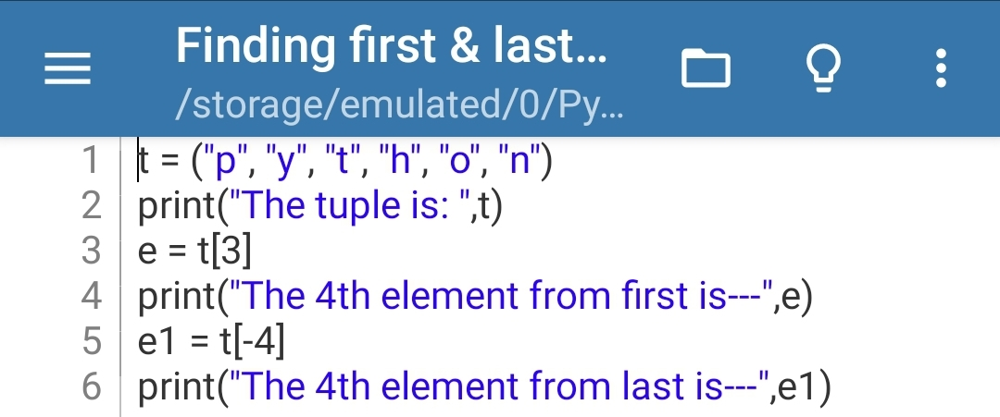 Finding first & last...
/storage/emulated/0/Py...
1 t = ("p", "y", "t", "h", "o", "n")
2 print("The tuple is: ",t)
3 e = t[3]
4 print("The 4th element from first is---",e)
5 e1 = t[-4]
6 print("The 4th element from last is---",e1)